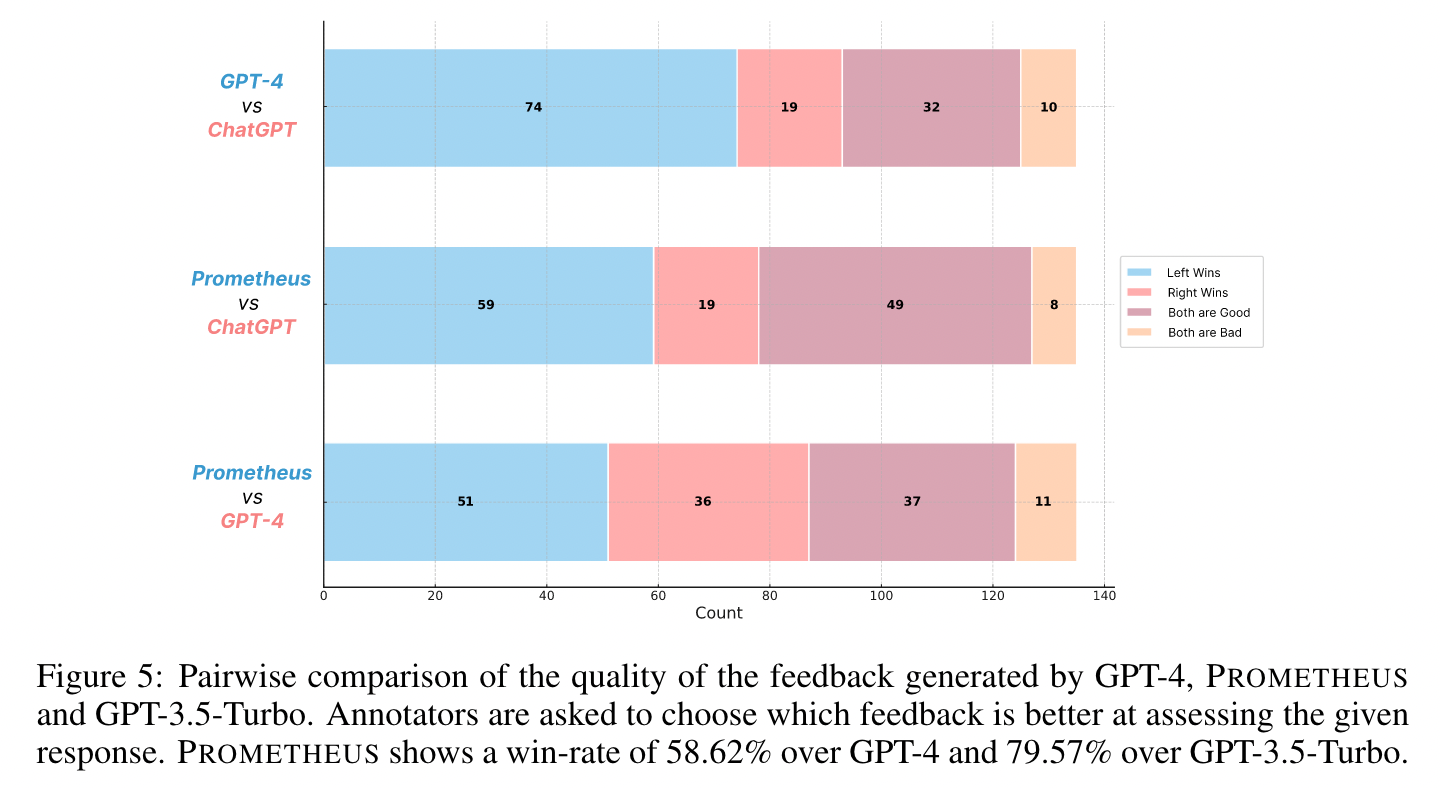 GPT-4
vs
ChatGPT
74 19 32 10
Prometheus
vs
ChatGPT
59 19 49 8
Left Wins
Right Wins
Both are Good
Both are Bad
Prometheus
vs
GPT-4
51 36 37 11
0 20 40 60 80 100 120 140
Count
Figure 5: Pairwise comparison of the quality of the feedback generated by GPT-4, PROMETHEUS
and GPT-3.5-Turbo. Annotators are asked to choose which feedback is better at assessing the given
response. PROMETHEUS shows a win-rate of 58.62% over GPT-4 and 79.57% over GPT-3.5-Turbo.